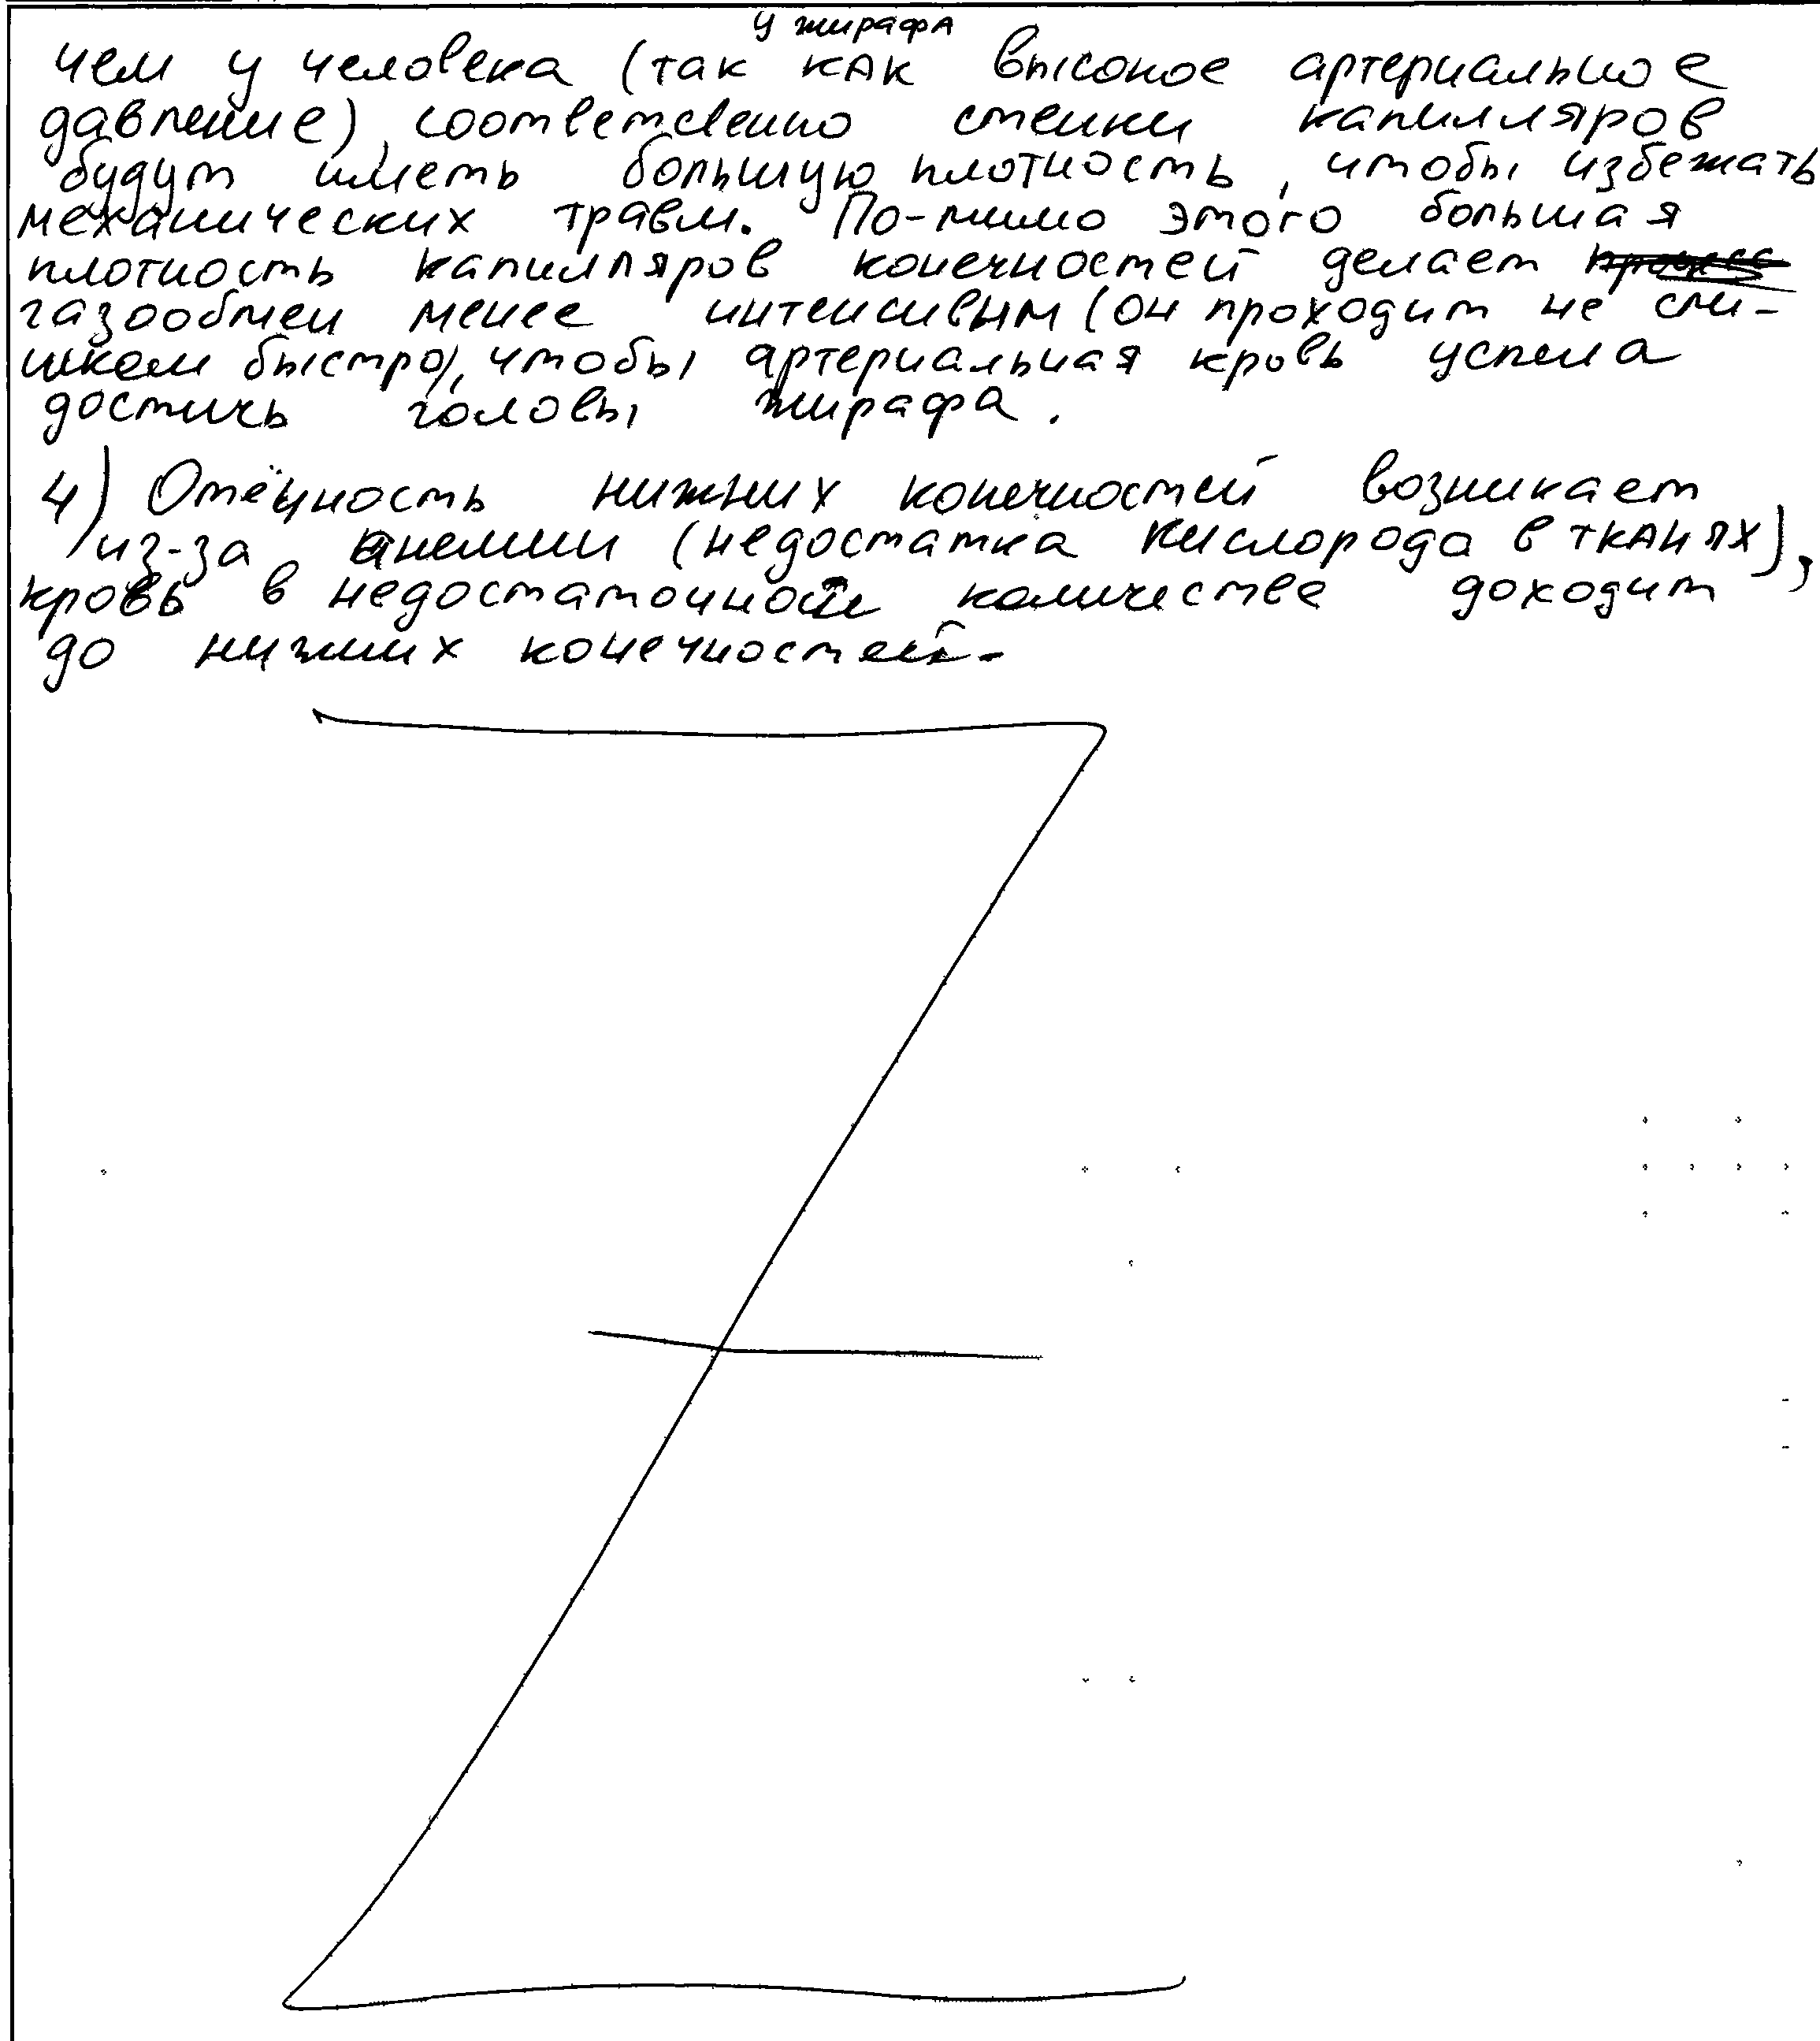 у жирафа
чем у человека (так как высокое артериальное
давление), соответственно стенки капилляров
будут иметь большую плотность, чтобы избежать
механических травм. По-мимо этого большая
плотность капилляров конечностей делает процесс
газообмен менее интенсивным (он проходит не сли-
шком быстро), чтобы артериальная кровь успела
достичь головы жирафа.
4) Отёчность нижних конечностей возникает
из-за анемии (недостатка кислорода в тканях),
кровь в недостаточном количестве доходит
до нижних конечностей.